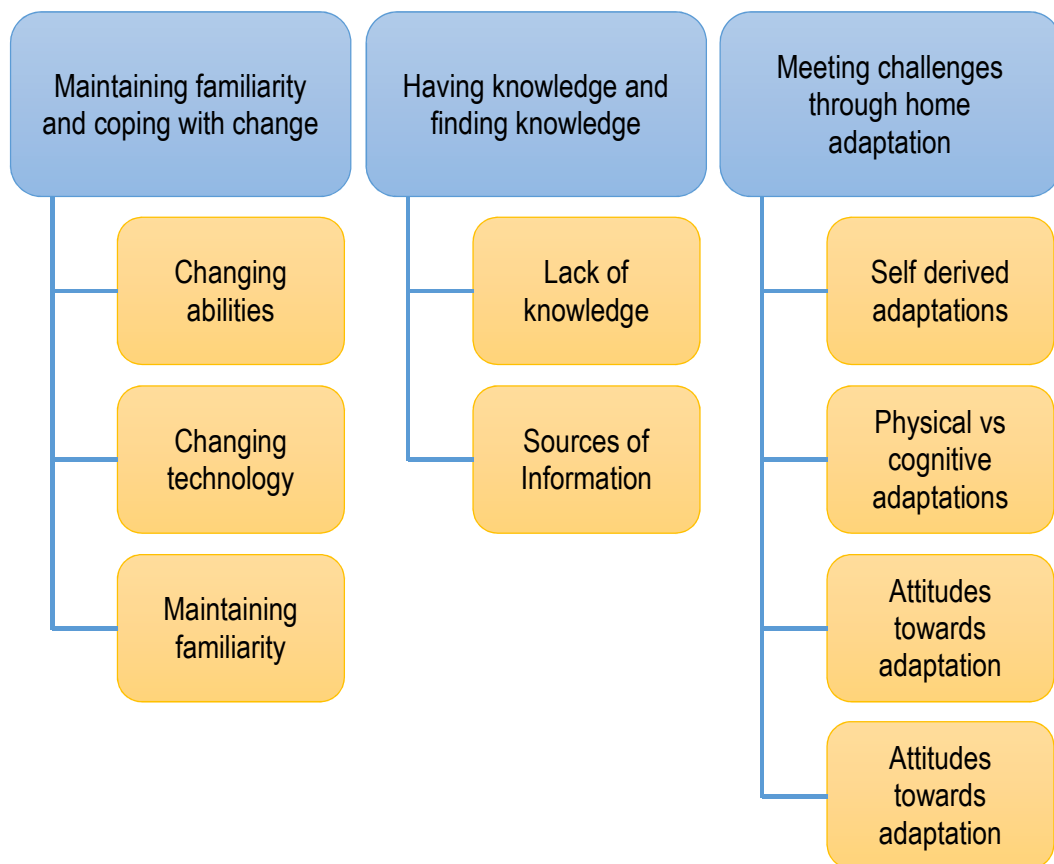 Maintaining familiarity
and coping with change
Changing
abilities
Changing
technology
Maintaining
familiarity
Having knowledge and
finding knowledge
Lack of
knowledge
Sources of
Information
Meeting challenges
through home
adaptation
Self derived
adaptations
Physical vs
cognitive
adaptations
Attitudes
towards
adaptation
Attitudes
towards
adaptation